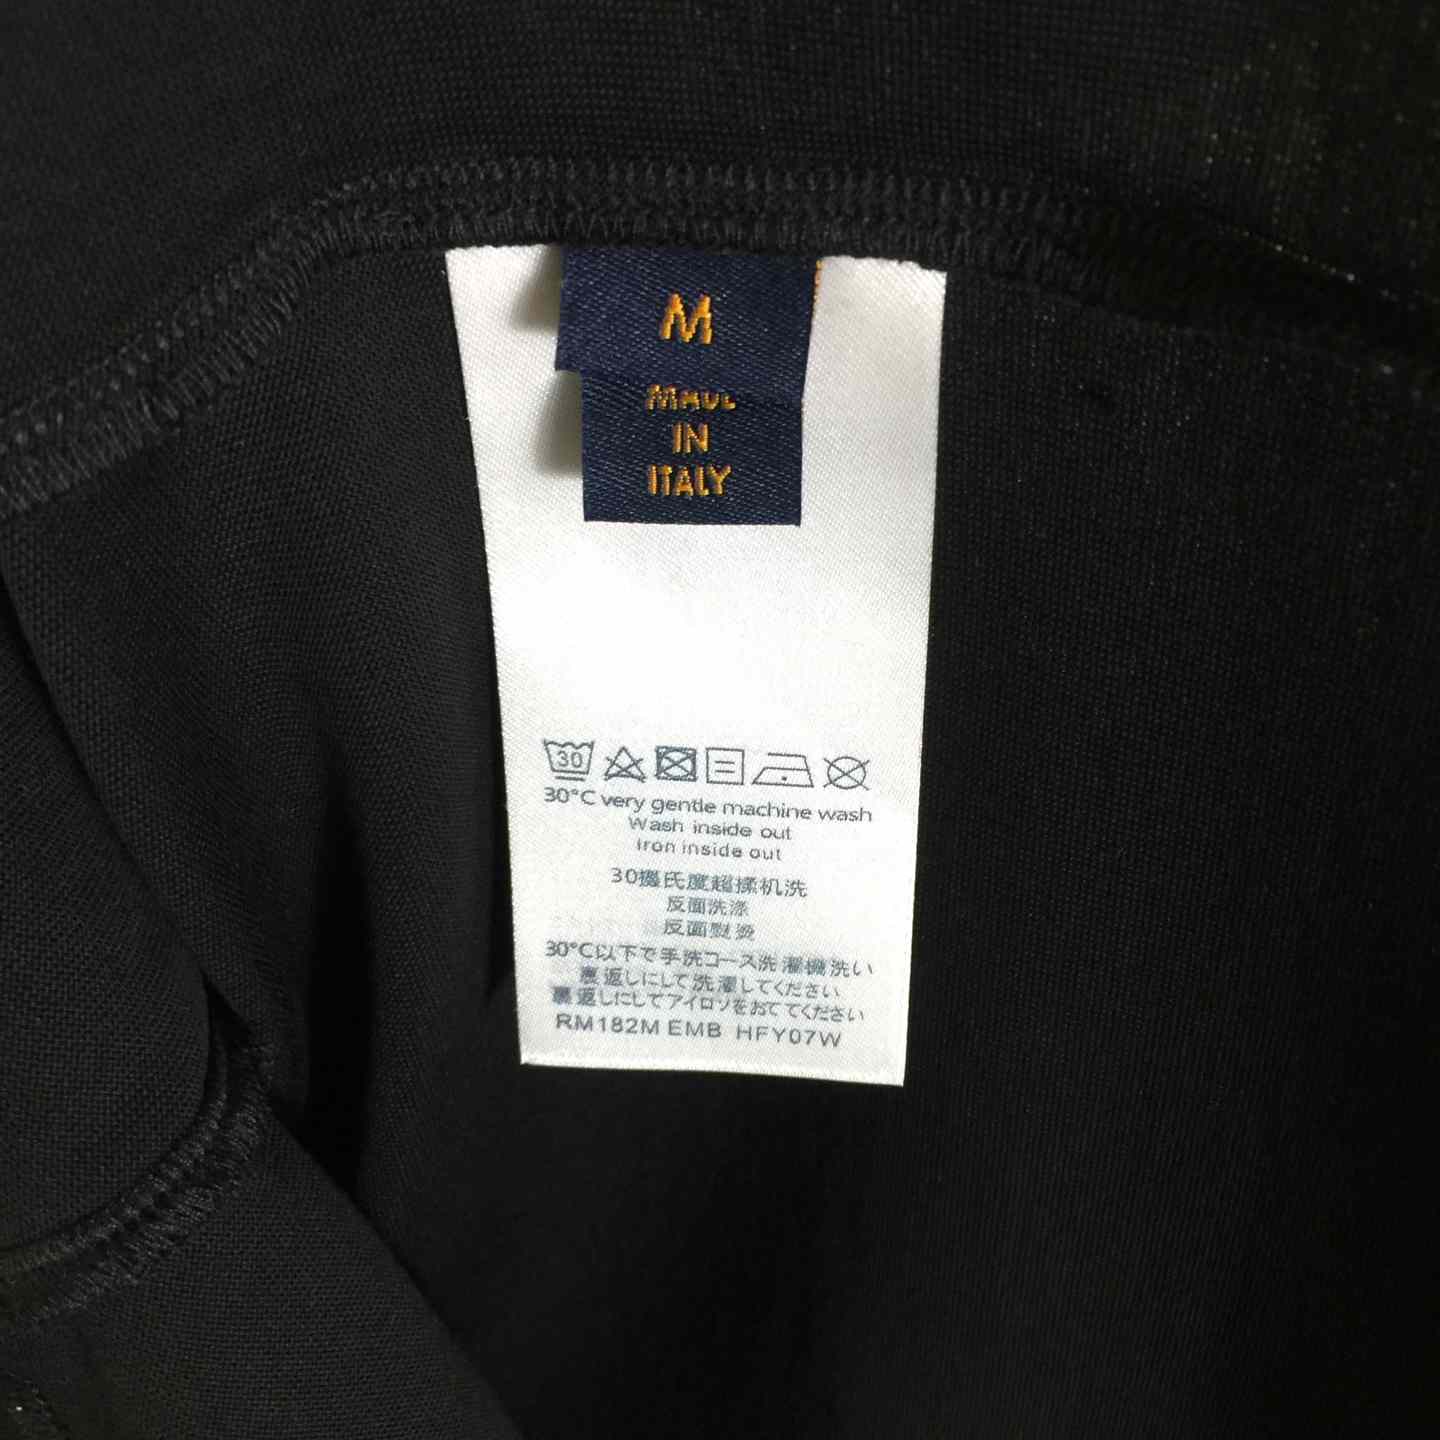 M
MADE
IN
ITALY
30
30°C very gentle machine wash
Wash inside out
Iron inside out
30攝氏度超揉机洗
反面洗涤
反面熨烫
30°C以下で手洗コース洗濯機洗い
裏返しにして洗濯してください
裏返しにしてアイロンをおててください
RM182M EMB HFY07W